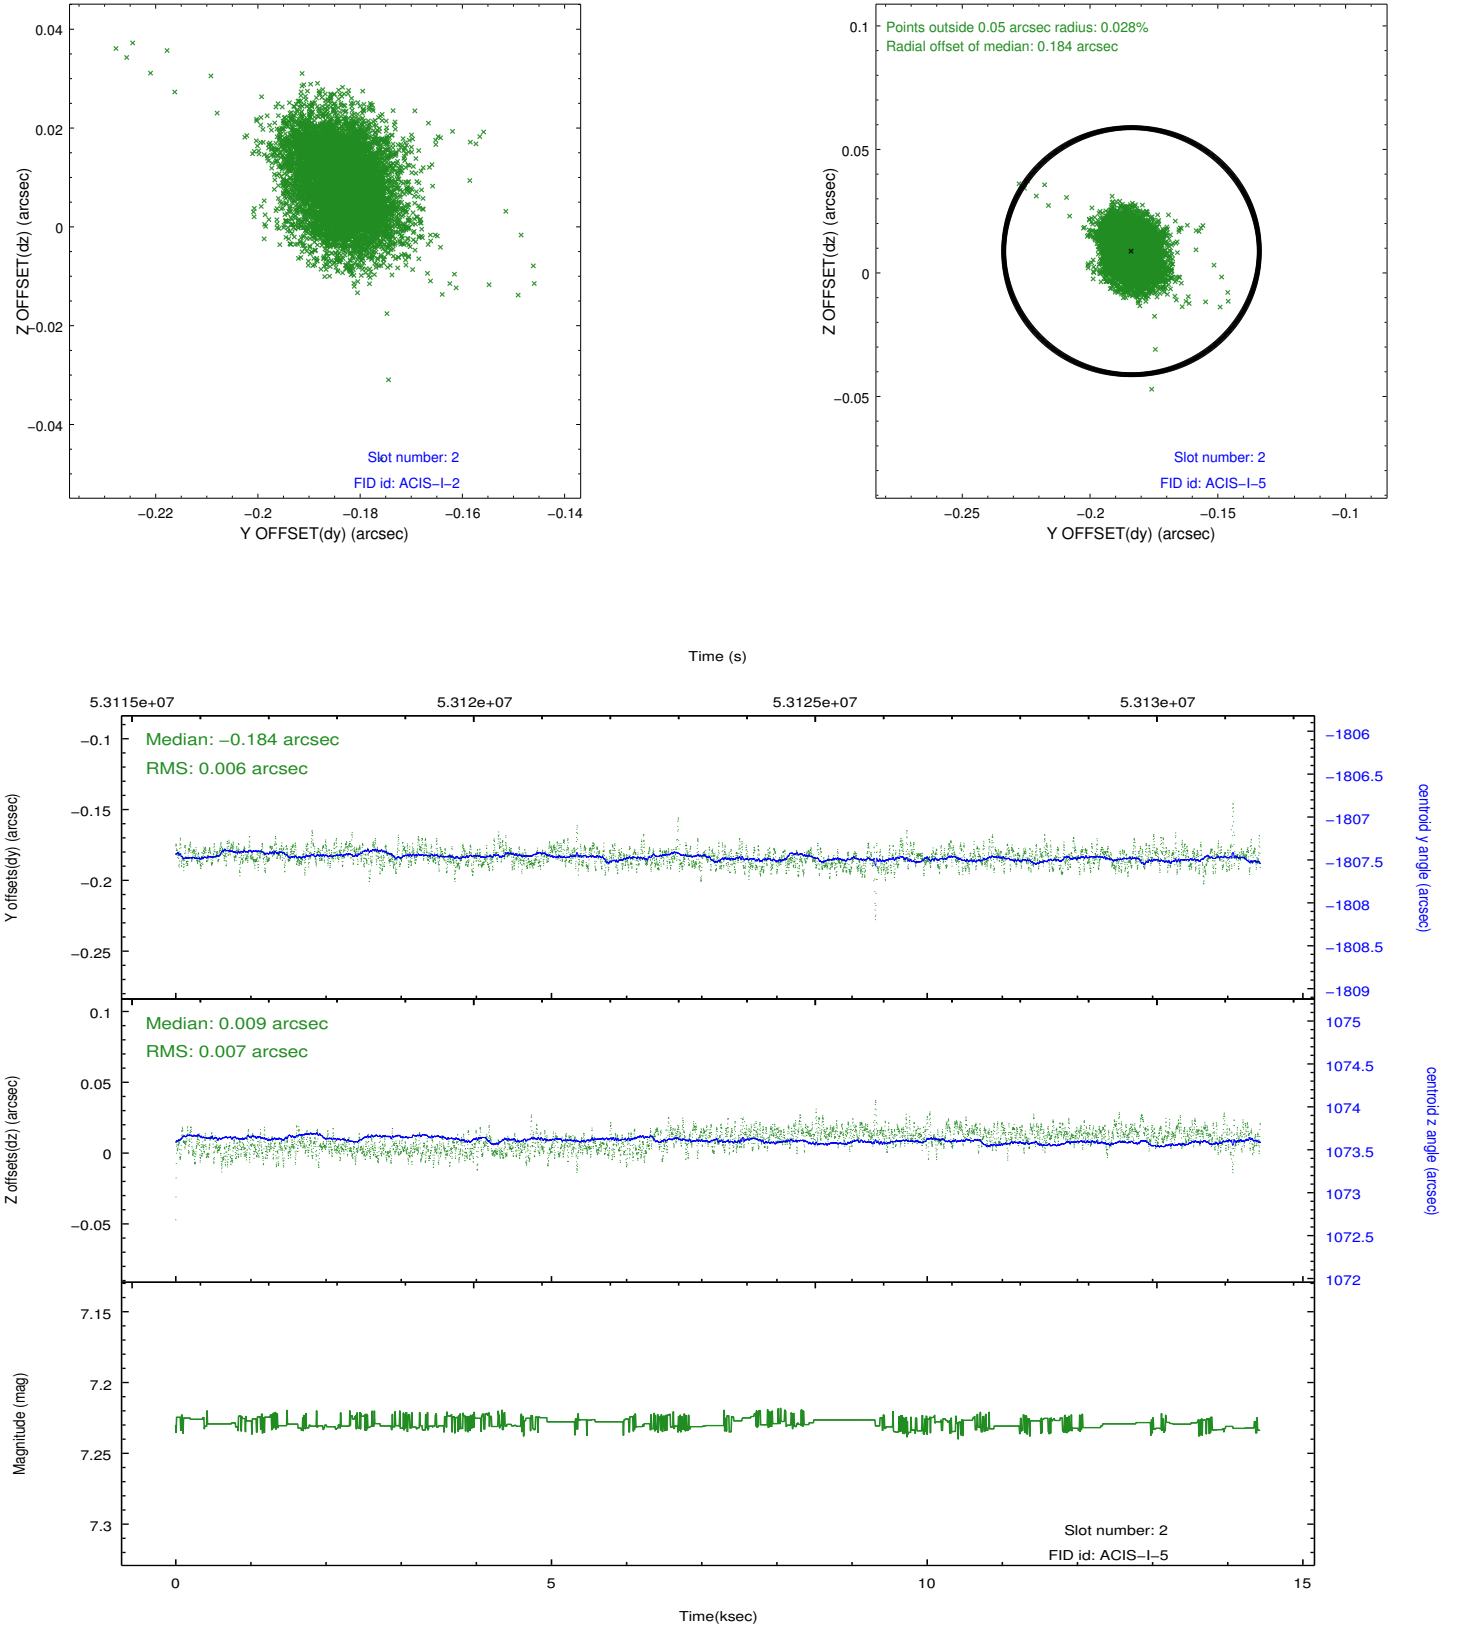 0.04
0.02
0
−0.02
−0.04
Z OFFSET(dz) (arcsec)
Slot number: 2
FID id: ACIS−I−2
−0.22
−0.2
−0.18
−0.16
−0.14
Y OFFSET(dy) (arcsec)
Points outside 0.05 arcsec radius: 0.028%
Radial offset of median: 0.184 arcsec
0.1
0.05
0
−0.05
Z OFFSET(dz) (arcsec)
Slot number: 2
FID id: ACIS−I−5
−0.25
−0.2
−0.15
−0.1
Y OFFSET(dy) (arcsec)
Time (s)
5.3115e+07
5.312e+07
5.3125e+07
5.313e+07
Median: −0.184 arcsec
RMS: 0.006 arcsec
−0.1
−0.15
−0.2
−0.25
Y offsets(dy) (arcsec)
−1806
−1806.5
−1807
−1807.5
−1808
−1808.5
−1809
centroid y angle (arcsec)
Median: 0.009 arcsec
RMS: 0.007 arcsec
0.1
0.05
0
−0.05
Z offsets(dz) (arcsec)
1075
1074.5
1074
1073.5
1073
1072.5
1072
centroid z angle (arcsec)
7.15
7.2
7.25
7.3
Magnitude (mag)
Slot number: 2
FID id: ACIS−I−5
0
5
10
15
Time(ksec)